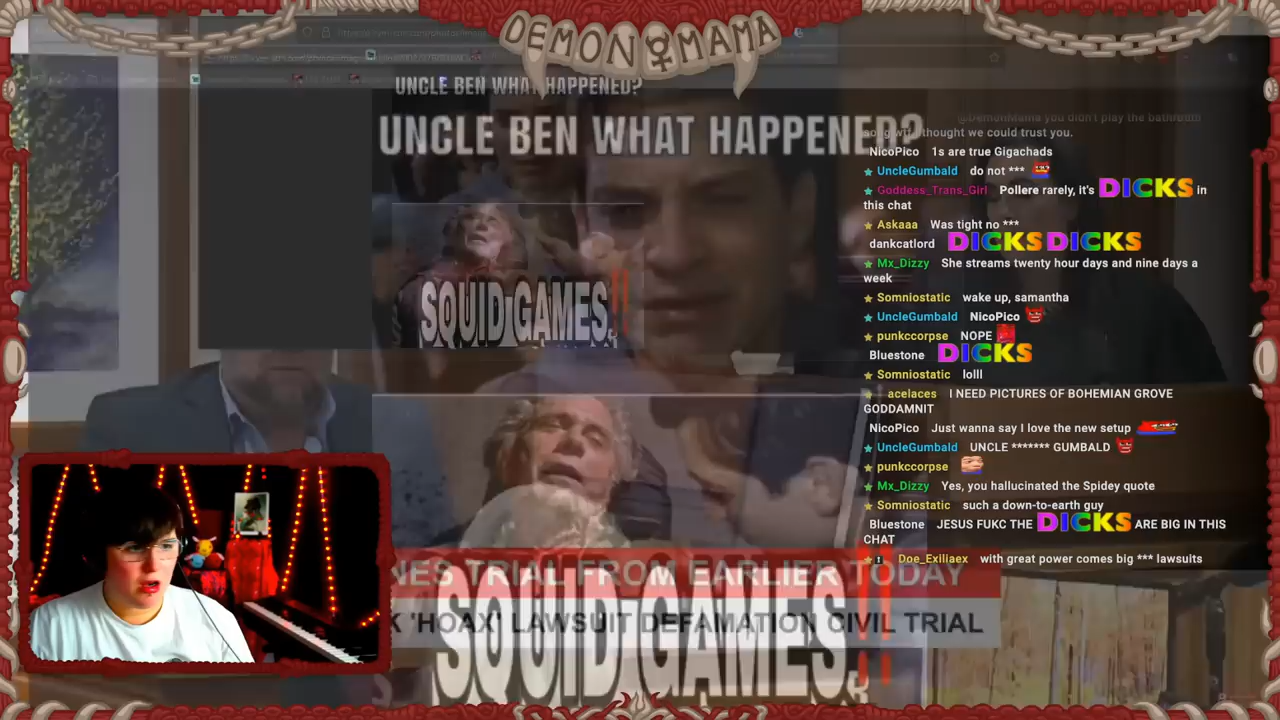 DEMON MAMA
UNCLE BEN WHAT HAPPENED?
UNCLE BEN WHAT HAPPENED?
SQUID GAMES!!
@DemonMama you didn't play the bathtub
song wtf i thought we could trust you.
NicoPico 1s are true Gigachads
UncleGumbald do not ***
Goddess_Trans_Girl Pollere rarely, it's DICKS in
this chat
Askaaa Was tight no ***
dankcatlord DICKS DICKS
Mx_Dizzy She streams twenty hour days and nine days a
week
Somniostatic wake up, samantha
UncleGumbald NicoPico
punkccorpse NOPE
Bluestone DICKS
Somniostatic lolll
acelaces I NEED PICTURES OF BOHEMIAN GROVE
GODDAMNIT
NicoPico Just wanna say I love the new setup
UncleGumbald UNCLE ******* GUMBALD
punkccorpse
Mx_Dizzy Yes, you hallucinated the Spidey quote
Somniostatic such a down-to-earth guy
Bluestone JESUS FUKC THE DICKS ARE BIG IN THIS
CHAT
t Doe_Exiliaex with great power comes big *** lawsuits
NES TRIAL FROM EARLIER TODAY
K 'HOAX' LAWSUIT DEFAMATION CIVIL TRIAL
SQUID GAMES!!